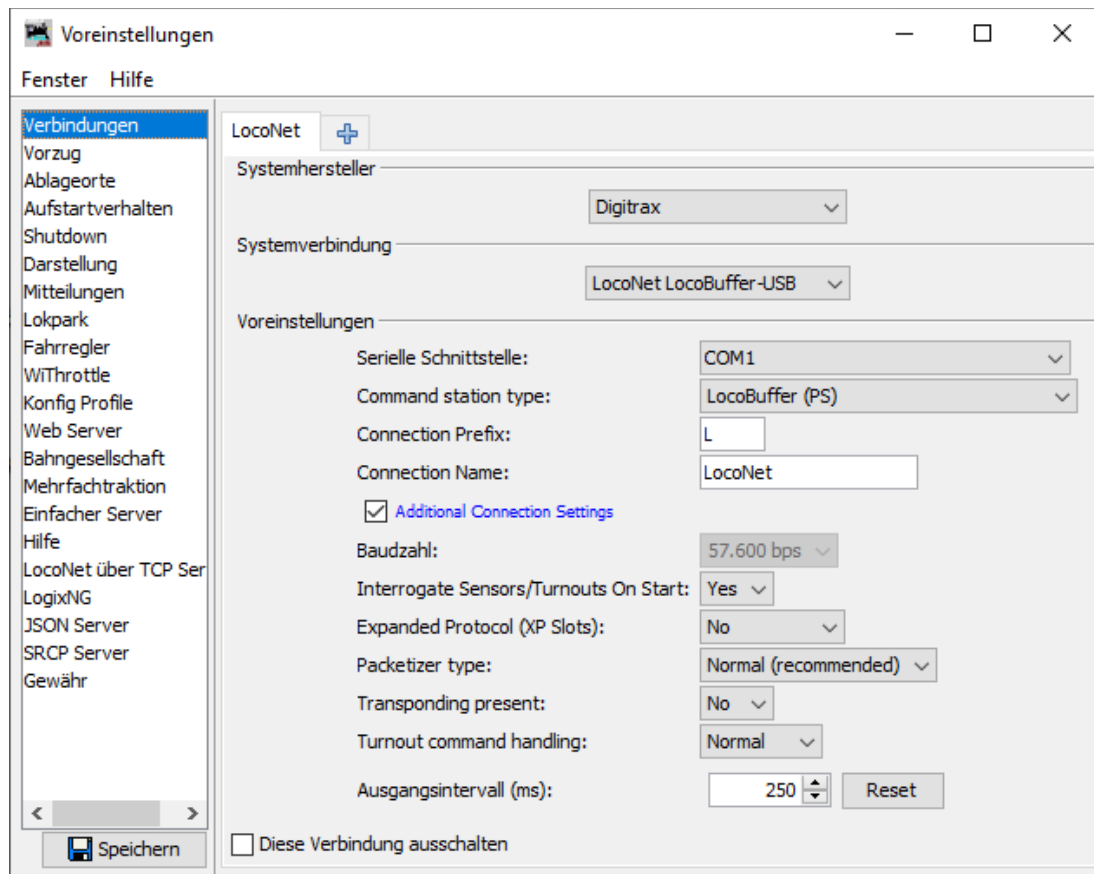 Voreinstellungen
Fenster Hilfe
Verbindungen
Vorzug
Ablageorte
Aufstartverhalten
Shutdown
Darstellung
Mitteilungen
Lokpark
Fahrregler
WiThrottle
Konfig Profile
Web Server
Bahngesellschaft
Mehrfachtraktion
Einfacher Server
Hilfe
LocoNet über TCP Ser
LogixNG
JSON Server
SRCP Server
Gewähr
Speichern
LocoNet
Systemhersteller
Digitrax
Systemverbindung
LocoNet LocoBuffer-USB
Voreinstellungen
Serielle Schnittstelle: COM1
Command station type: LocoBuffer (PS)
Connection Prefix: L
Connection Name: LocoNet
Additional Connection Settings
Baudzahl: 57.600 bps
Interrogate Sensors/Turnouts On Start: Yes
Expanded Protocol (XP Slots): No
Packetizer type: Normal (recommended)
Transponding present: No
Turnout command handling: Normal
Ausgangsintervall (ms): 250 Reset
Diese Verbindung ausschalten